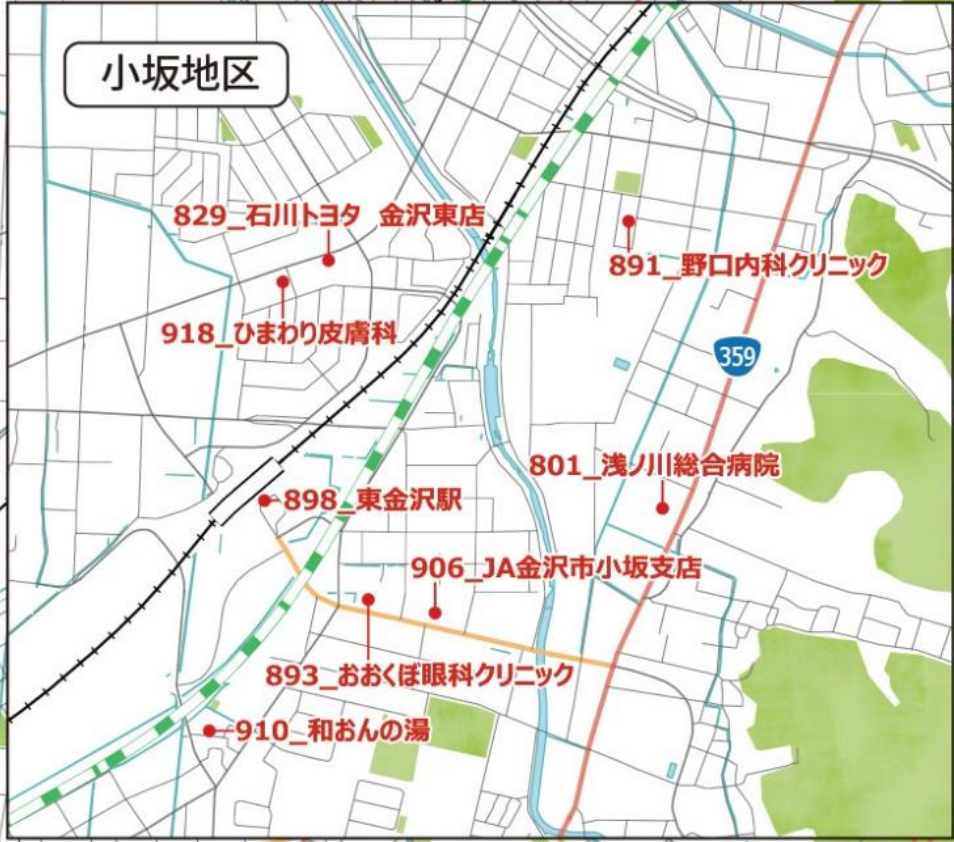 小坂地区
829_石川トヨタ 金沢東店
891_野口内科クリニック
918_ひまわり皮膚科
359
801_浅ノ川総合病院
898_東金沢駅
906_JA金沢市小坂支店
893_おおくぼ眼科クリニック
910_和おんの湯